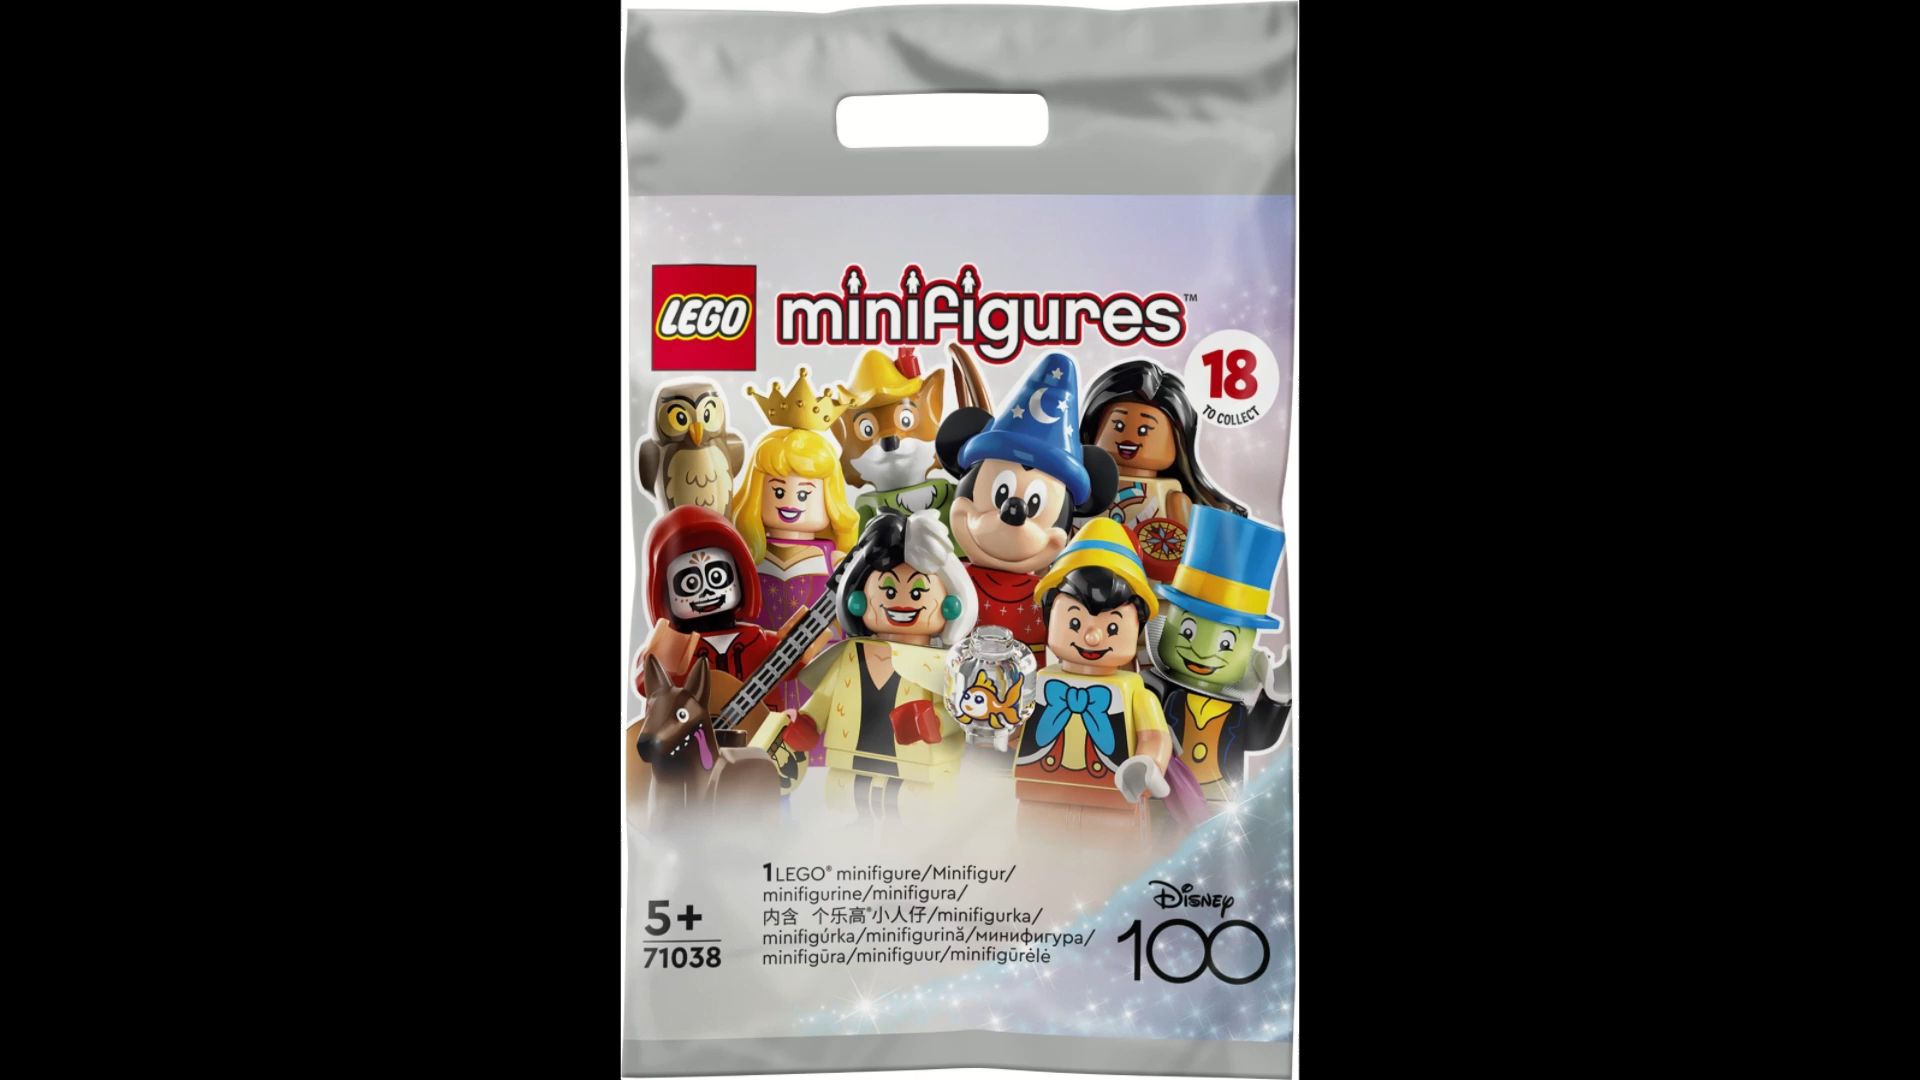 LEGO
minifigures™
18
TO COLLECT
1 LEGO® minifigure/Minifigur/
minifigurine/minifigura/
内含 个乐高®小人仔/minifigurka/
minifigúrka/minifigurină/минифигура/
minifigūra/minifiguur/minifigūrėlė
5+
71038
Disney
100